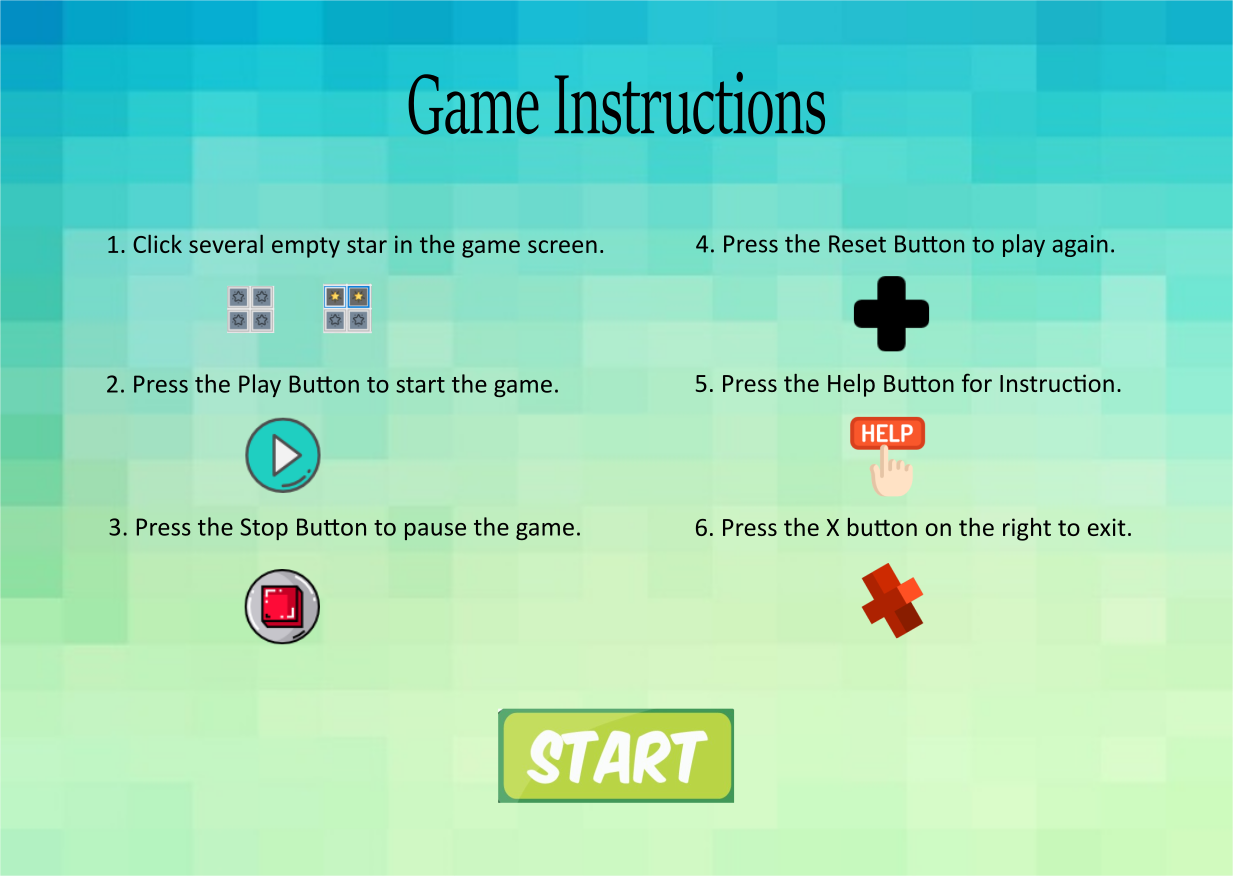 Game Instructions
1. Click several empty star in the game screen.
2. Press the Play Button to start the game.
3. Press the Stop Button to pause the game.
4. Press the Reset Button to play again.
5. Press the Help Button for Instruction.
HELP
6. Press the X button on the right to exit.
START